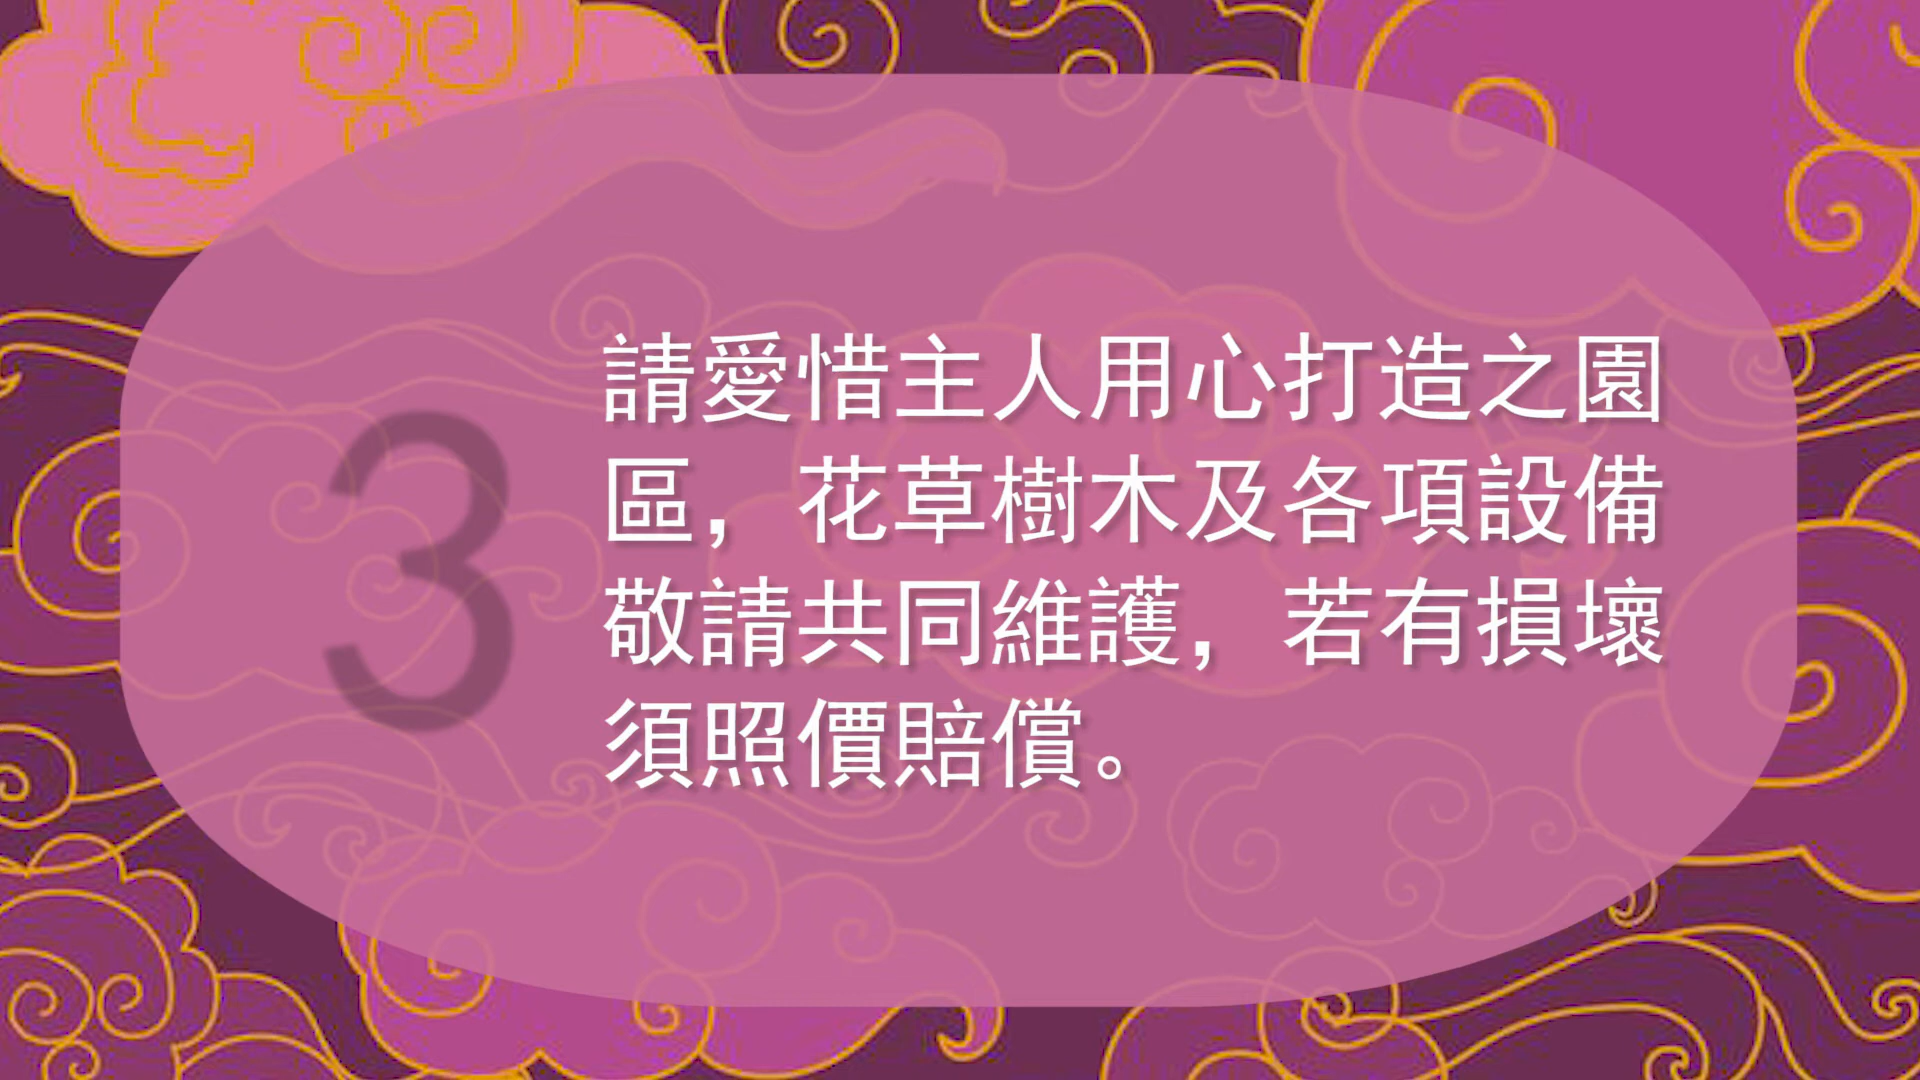 3
請愛惜主人用心打造之園
區，花草樹木及各項設備
敬請共同維護，若有損壞
須照價賠償。